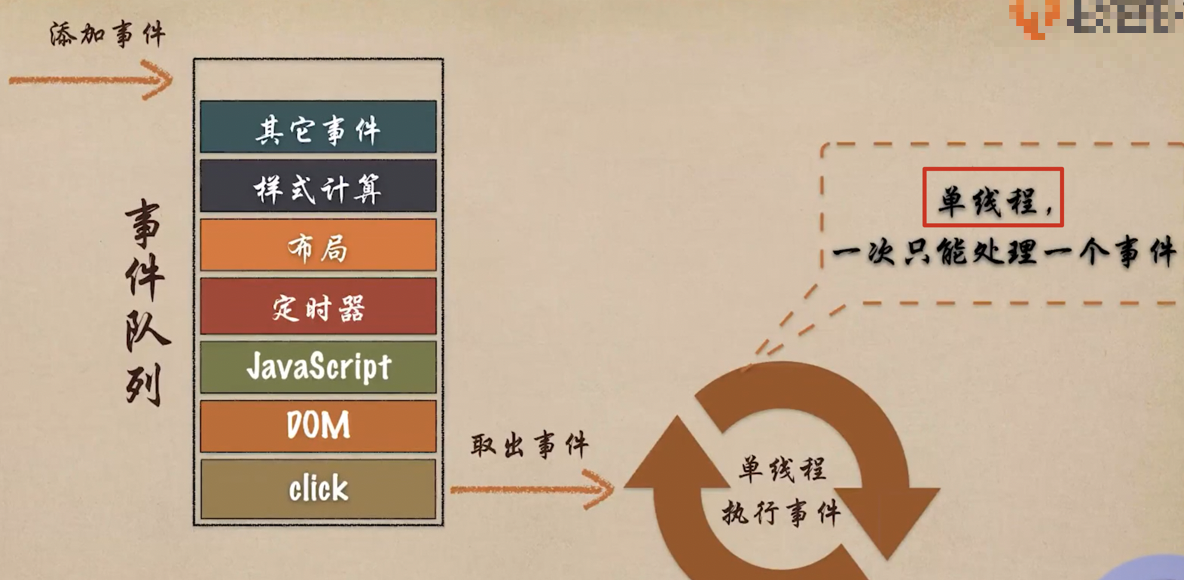 添加事件
其它事件
样式计算
布局
定时器
JavaScript
DOM
click
事件队列
取出事件
单线程，
一次只能处理一个事件
单线程
执行事件